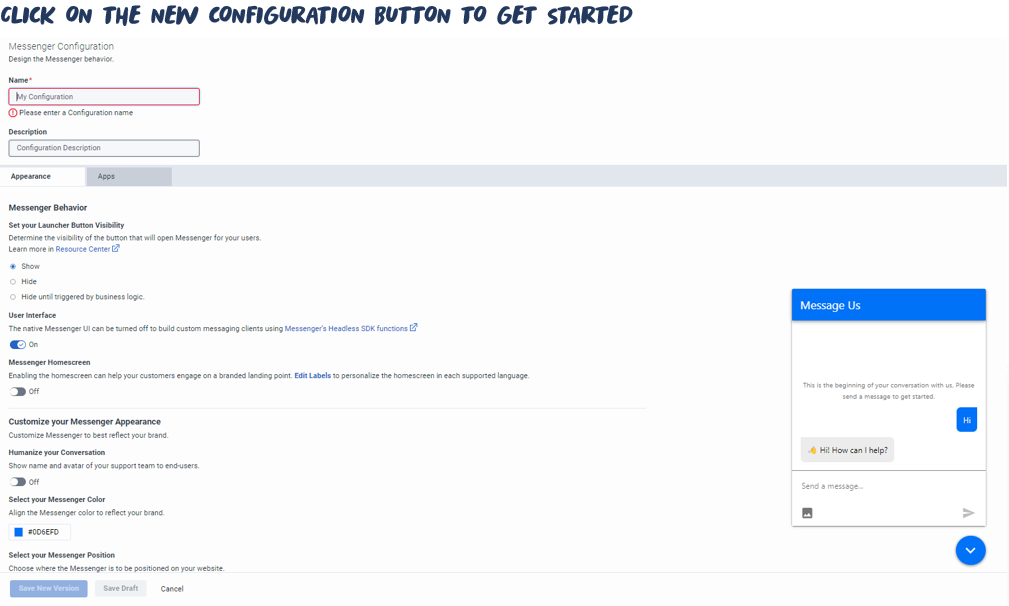 CLICK ON THE NEW CONFIGURATION BUTTON TO GET STARTED
Messenger Configuration
Design the Messenger behavior.
Name*
My Configuration
Please enter a Configuration name
Description
Configuration Description
Appearance
Apps
Messenger Behavior
Set your Launcher Button Visibility
Determine the visibility of the button that will open Messenger for your users.
Learn more in Resource Center
Show
Hide
Hide until triggered by business logic.
User Interface
The native Messenger UI can be turned off to build custom messaging clients using Messenger's Headless SDK functions
On
Messenger Homescreen
Enabling the homescreen can help your customers engage on a branded landing point. Edit Labels to personalize the homescreen in each supported language.
Off
Customize your Messenger Appearance
Customize Messenger to best reflect your brand.
Humanize your Conversation
Show name and avatar of your support team to end-users.
Off
Select your Messenger Color
Align the Messenger color to reflect your brand.
#0D6EFD
Select your Messenger Position
Choose where the Messenger is to be positioned on your website.
Save New Version
Save Draft
Cancel
Message Us
This is the beginning of your conversation with us. Please
send a message to get started.
Hi
👋 Hi! How can I help?
Send a message...